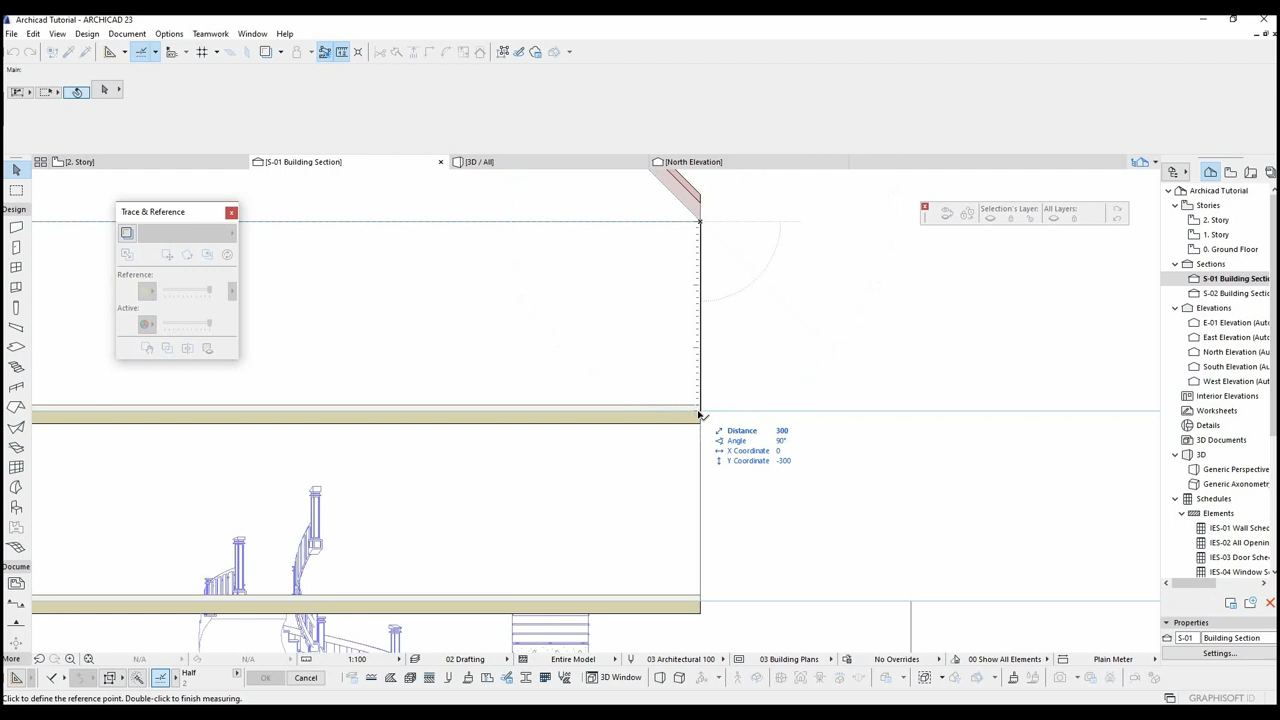 Archicad Tutorial - ARCHICAD 23
File Edit View Design Document Options Teamwork Window Help
Main:
[2. Story] [S-01 Building Section] [3D / All] [North Elevation]
Trace & Reference
Reference:
Active:
Selection's Layer: All Layers:
Distance 300
Angle 90°
X Coordinate 0
Y Coordinate -300
Design
Docume
More
Archicad Tutorial
Stories
2. Story
1. Story
0. Ground Floor
Sections
S-01 Building Secti
S-02 Building Sectio
Elevations
E-01 Elevation (Auto
East Elevation (Auto
North Elevation (Au
South Elevation (Au
West Elevation (Auto
Interior Elevations
Worksheets
Details
3D Documents
3D
Generic Perspective
Generic Axonometr
Schedules
Elements
IES-01 Wall Sched
IES-02 All Opening
IES-03 Door Sche
IES-04 Window S
Properties
S-01 Building Section
Settings...
N/A N/A 1:100 02 Drafting Entire Model 03 Architectural 100 03 Building Plans No Overrides 00 Show All Elements Plain Meter
Half
2
OK Cancel 3D Window
Click to define the reference point. Double-click to finish measuring.
GRAPHISOFT ID